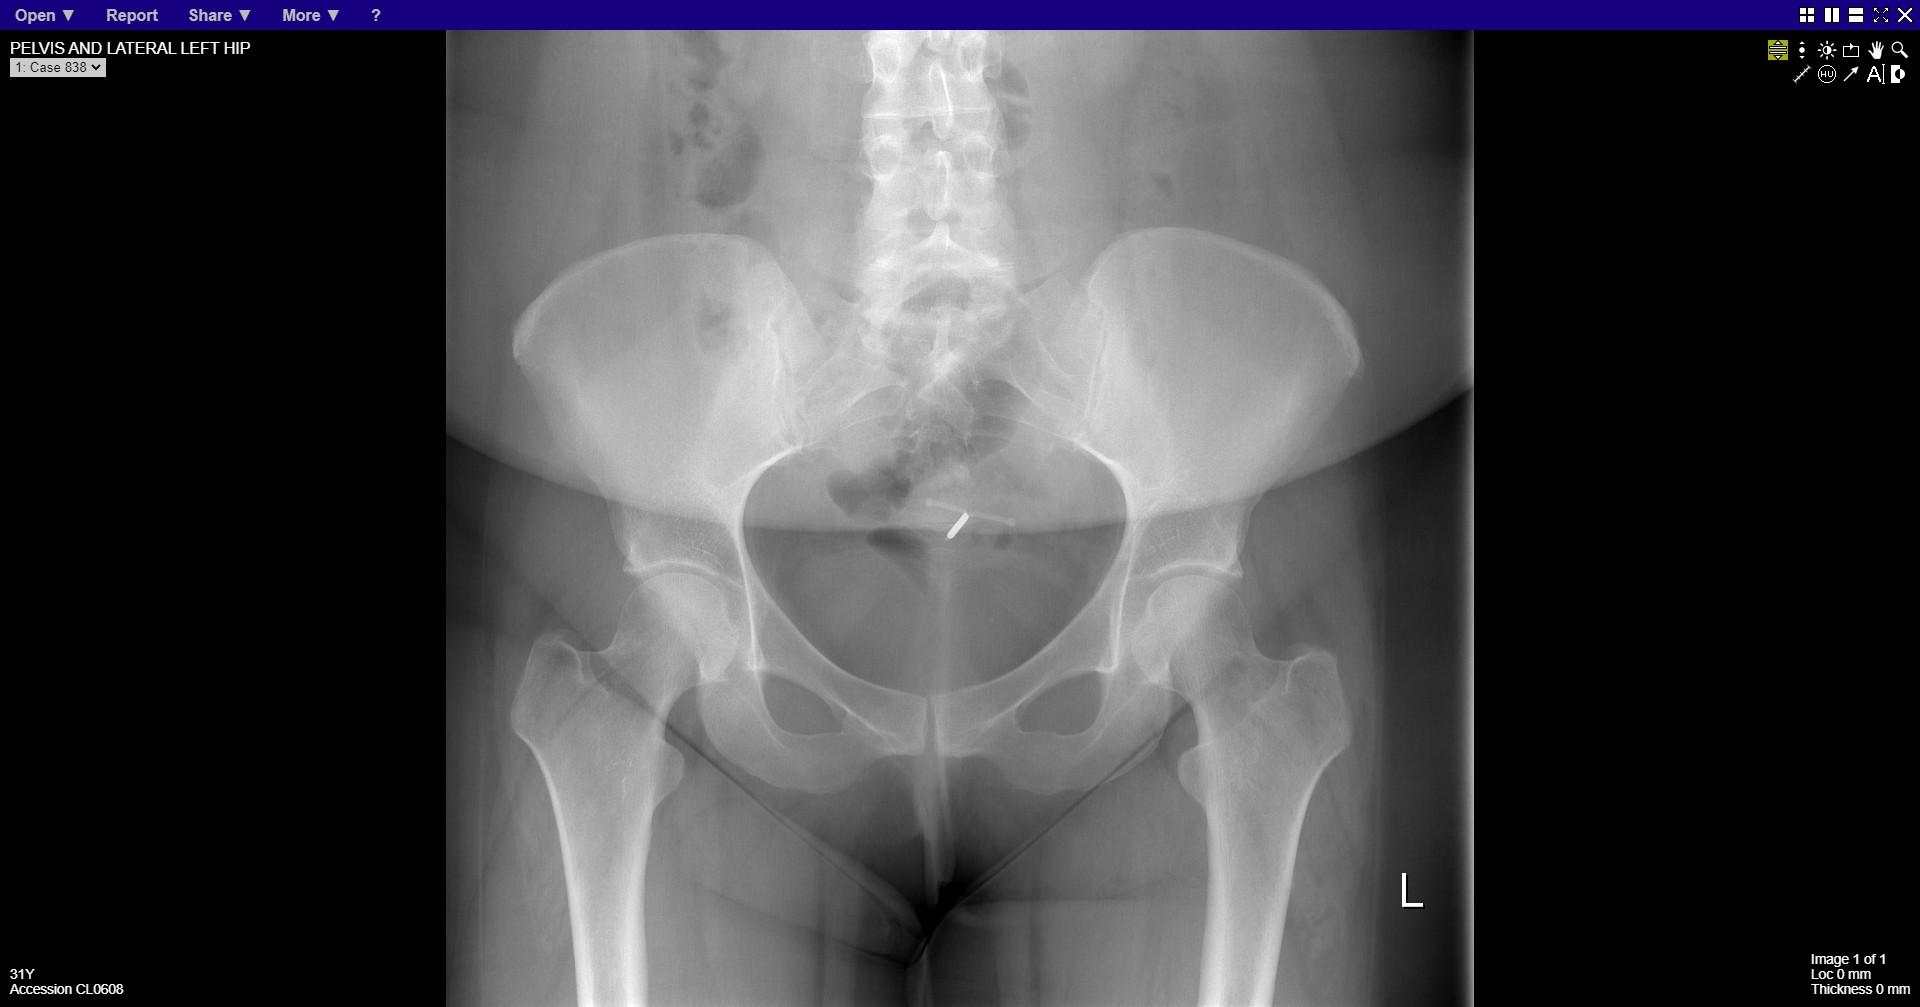 Open ▼ Report Share ▼ More ▼ ?
PELVIS AND LATERAL LEFT HIP
1: Case 838
HU A
L
31Y
Accession CL0608
Image 1 of 1
Loc 0 mm
Thickness 0 mm